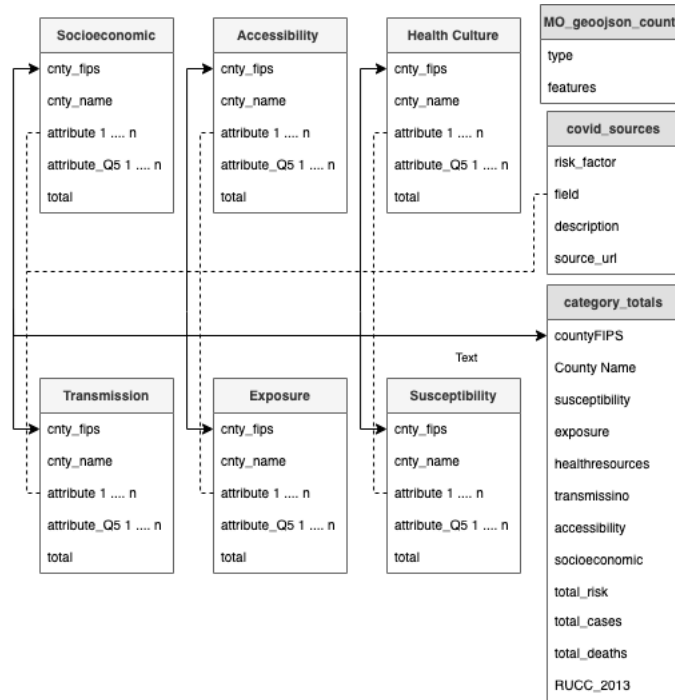 Socioeconomic
cnty_fips
cnty_name
attribute 1 .... n
attribute_Q5 1 .... n
total
Accessibility
cnty_fips
cnty_name
attribute 1 .... n
attribute_Q5 1 .... n
total
Health Culture
cnty_fips
cnty_name
attribute 1 .... n
attribute_Q5 1 .... n
total
MO_geoojson_count
type
features
covid_sources
risk_factor
field
description
source_url
category_totals
countyFIPS
County Name
susceptibility
exposure
healthresources
transmissino
accessibility
socioeconomic
total_risk
total_cases
total_deaths
RUCC_2013
Text
Transmission
cnty_fips
cnty_name
attribute 1 .... n
attribute_Q5 1 .... n
total
Exposure
cnty_fips
cnty_name
attribute 1 .... n
attribute_Q5 1 .... n
total
Susceptibility
cnty_fips
cnty_name
attribute 1 .... n
attribute_Q5 1 .... n
total